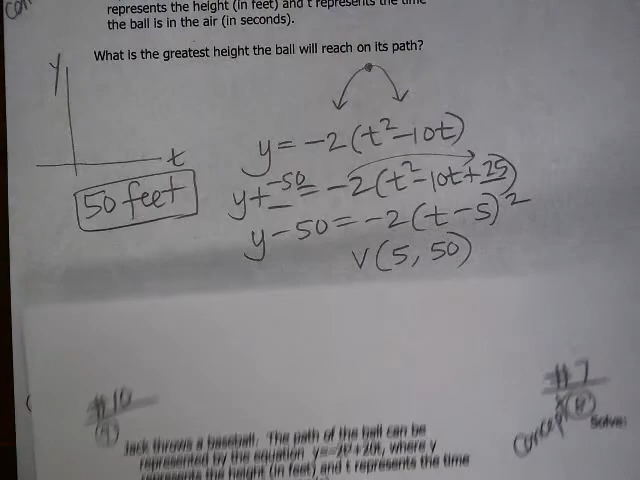 represents the height (in feet) and t represents the time
the ball is in the air (in seconds).
What is the greatest height the ball will reach on its path?
y
t
50 feet
y = -2(t²-10t)
y + -50 = -2(t²-10t+25)
y - 50 = -2(t-5)²
V(5, 50)
#10
#7
Concept
Solve:
Jack throws a baseball. The path of the ball can be
represented by the equation y=-2t²+20t, where y
represents the height (in feet) and t represents the time